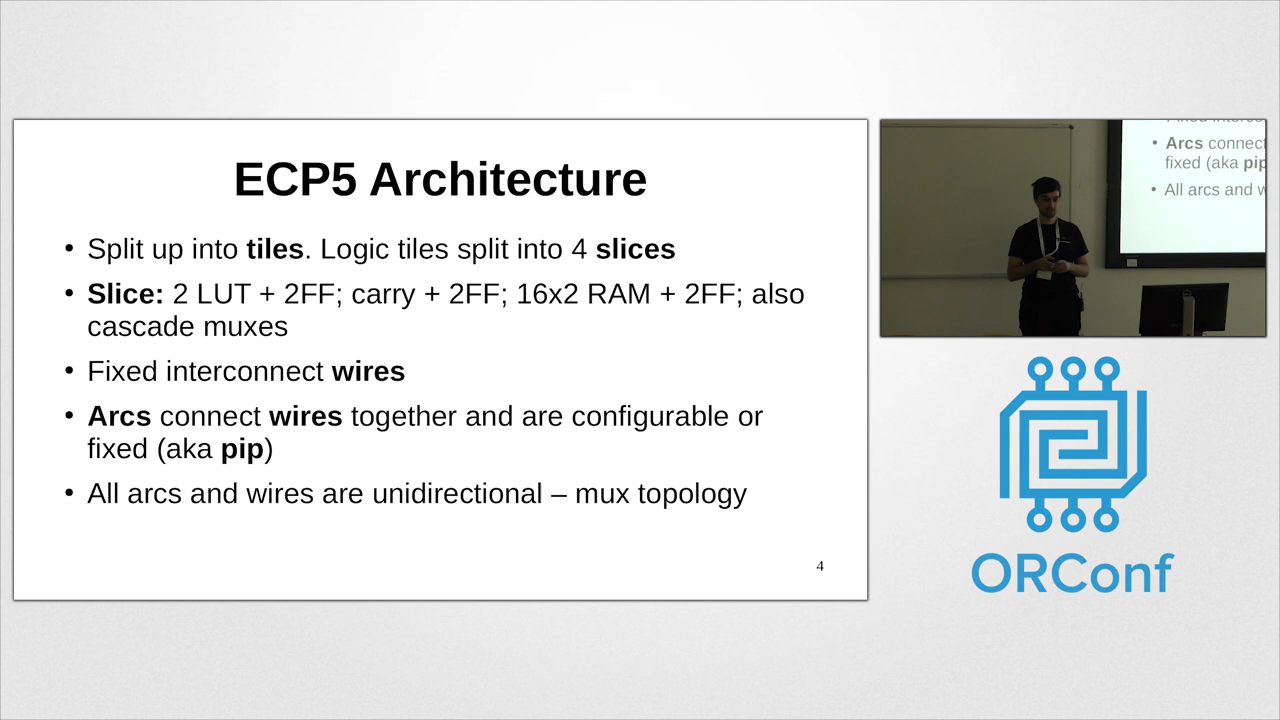 ECP5 Architecture
• Split up into tiles. Logic tiles split into 4 slices
• Slice: 2 LUT + 2FF; carry + 2FF; 16x2 RAM + 2FF; also
cascade muxes
• Fixed interconnect wires
• Arcs connect wires together and are configurable or
fixed (aka pip)
• All arcs and wires are unidirectional – mux topology
4
• Arcs connect
fixed (aka pip
• All arcs and w
ORConf